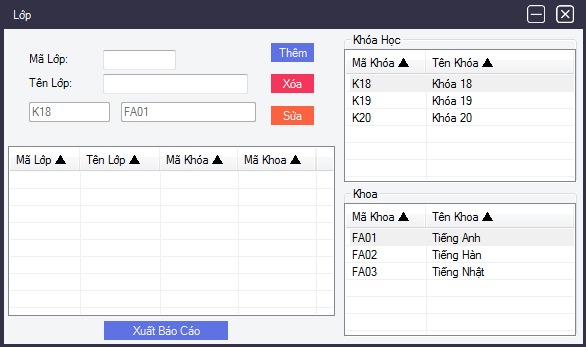 Lớp
Mã Lớp:
Thêm
Tên Lớp:
Xóa
K18 FA01
Sửa
Mã Lớp Tên Lớp Mã Khóa Mã Khoa
Xuất Báo Cáo
Khóa Học
Mã Khóa Tên Khóa
K18 Khóa 18
K19 Khóa 19
K20 Khóa 20
Khoa
Mã Khoa Tên Khoa
FA01 Tiếng Anh
FA02 Tiếng Hàn
FA03 Tiếng Nhật